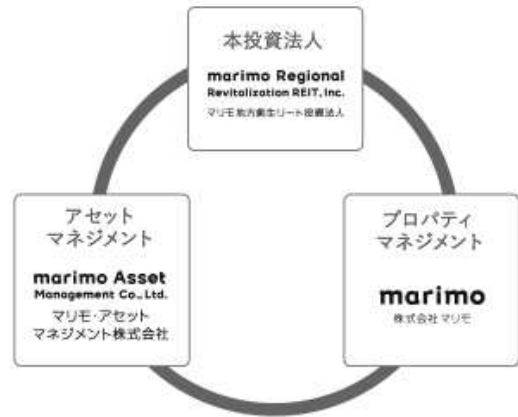 本投資法人
marimo Regional
Revitalization REIT, Inc.
マリモ地方創生リート投資法人
アセット
マネジメント
marimo Asset
Management Co., Ltd.
マリモ・アセット
マネジメント株式会社
プロパティ
マネジメント
marimo
株式会社マリモ